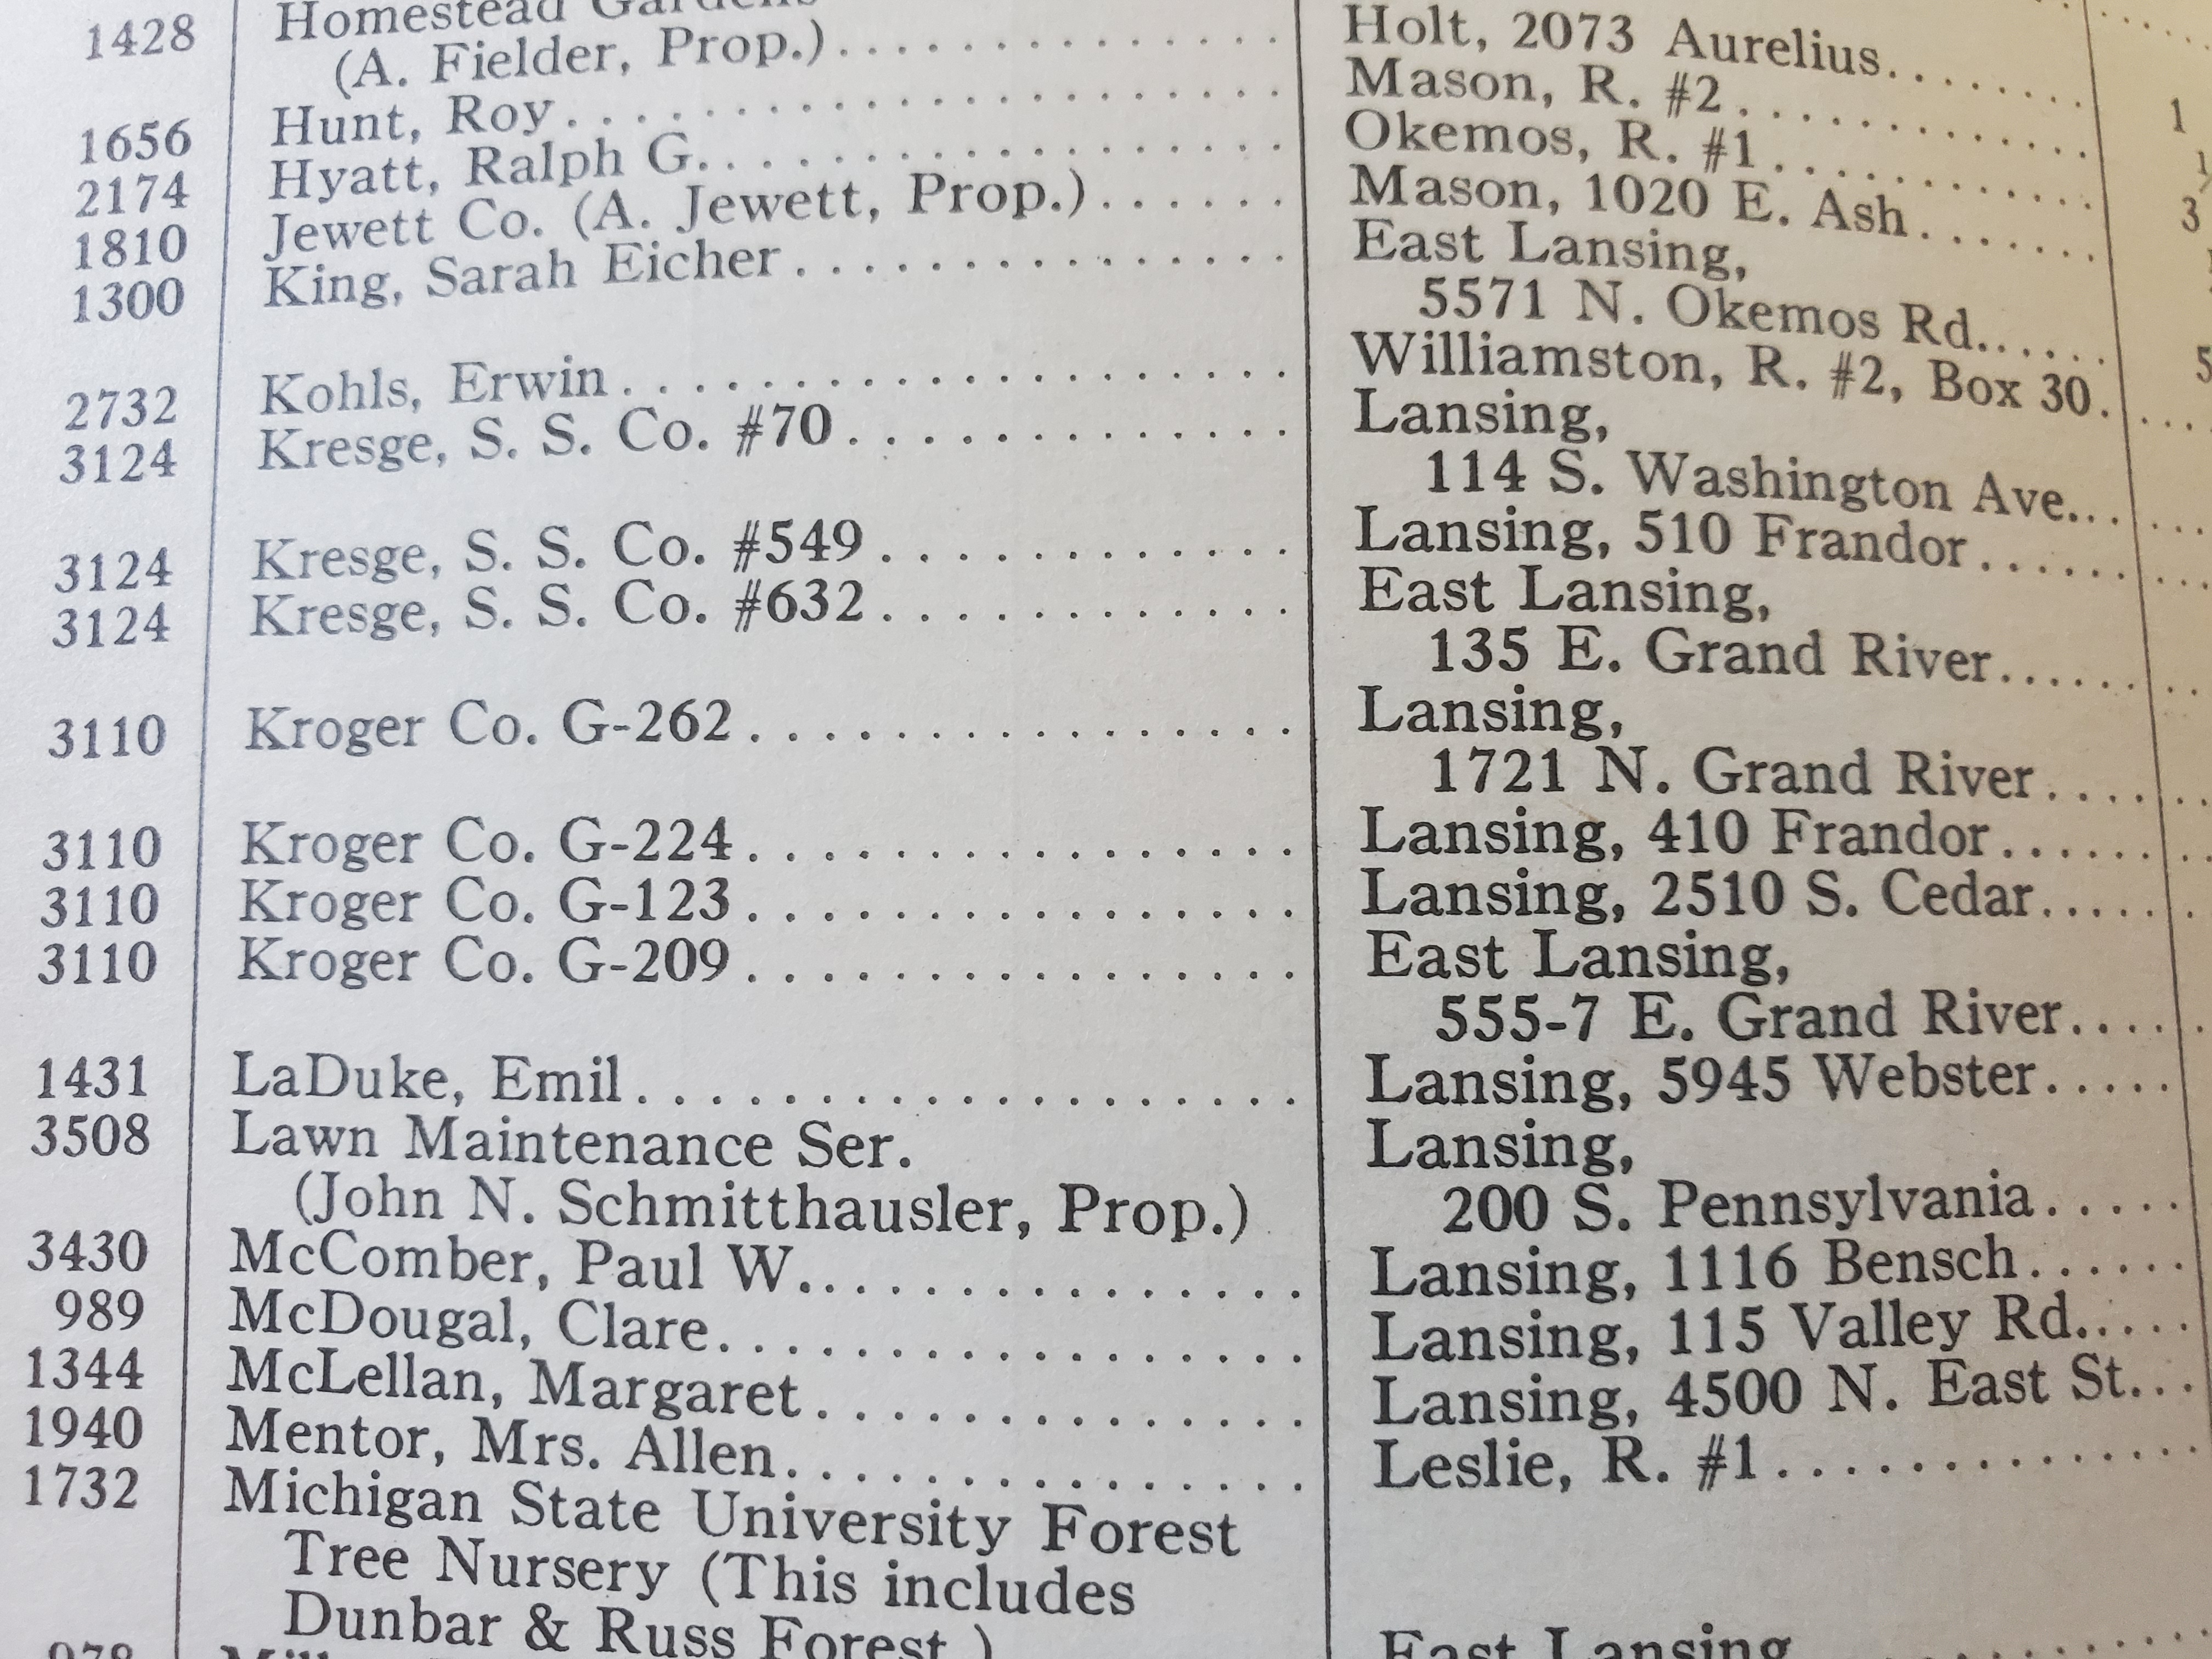 1428 Homestead Gardens
(A. Fielder, Prop.).............. Holt, 2073 Aurelius.......
1656 Hunt, Roy.................... Mason, R. #2............. 1
2174 Hyatt, Ralph G............... Okemos, R. #1............
1810 Jewett Co. (A. Jewett, Prop.)...... Mason, 1020 E. Ash....... 3
1300 King, Sarah Eicher............... East Lansing,
5571 N. Okemos Rd......
2732 Kohls, Erwin................... Williamston, R. #2, Box 30. 5
3124 Kresge, S. S. Co. #70............. Lansing,
114 S. Washington Ave...
3124 Kresge, S. S. Co. #549............ Lansing, 510 Frandor......
3124 Kresge, S. S. Co. #632............ East Lansing,
135 E. Grand River......
3110 Kroger Co. G-262............... Lansing,
1721 N. Grand River....
3110 Kroger Co. G-224................ Lansing, 410 Frandor......
3110 Kroger Co. G-123................ Lansing, 2510 S. Cedar.....
3110 Kroger Co. G-209................ East Lansing,
555-7 E. Grand River....
1431 LaDuke, Emil................... Lansing, 5945 Webster.....
3508 Lawn Maintenance Ser. Lansing,
(John N. Schmitthausler, Prop.) 200 S. Pennsylvania.....
3430 McComber, Paul W................ Lansing, 1116 Bensch......
989 McDougal, Clare................. Lansing, 115 Valley Rd.....
1344 McLellan, Margaret.............. Lansing, 4500 N. East St...
1940 Mentor, Mrs. Allen............... Leslie, R. #1..............
1732 Michigan State University Forest
Tree Nursery (This includes
Dunbar & Russ Forest.)
978 East Lansing